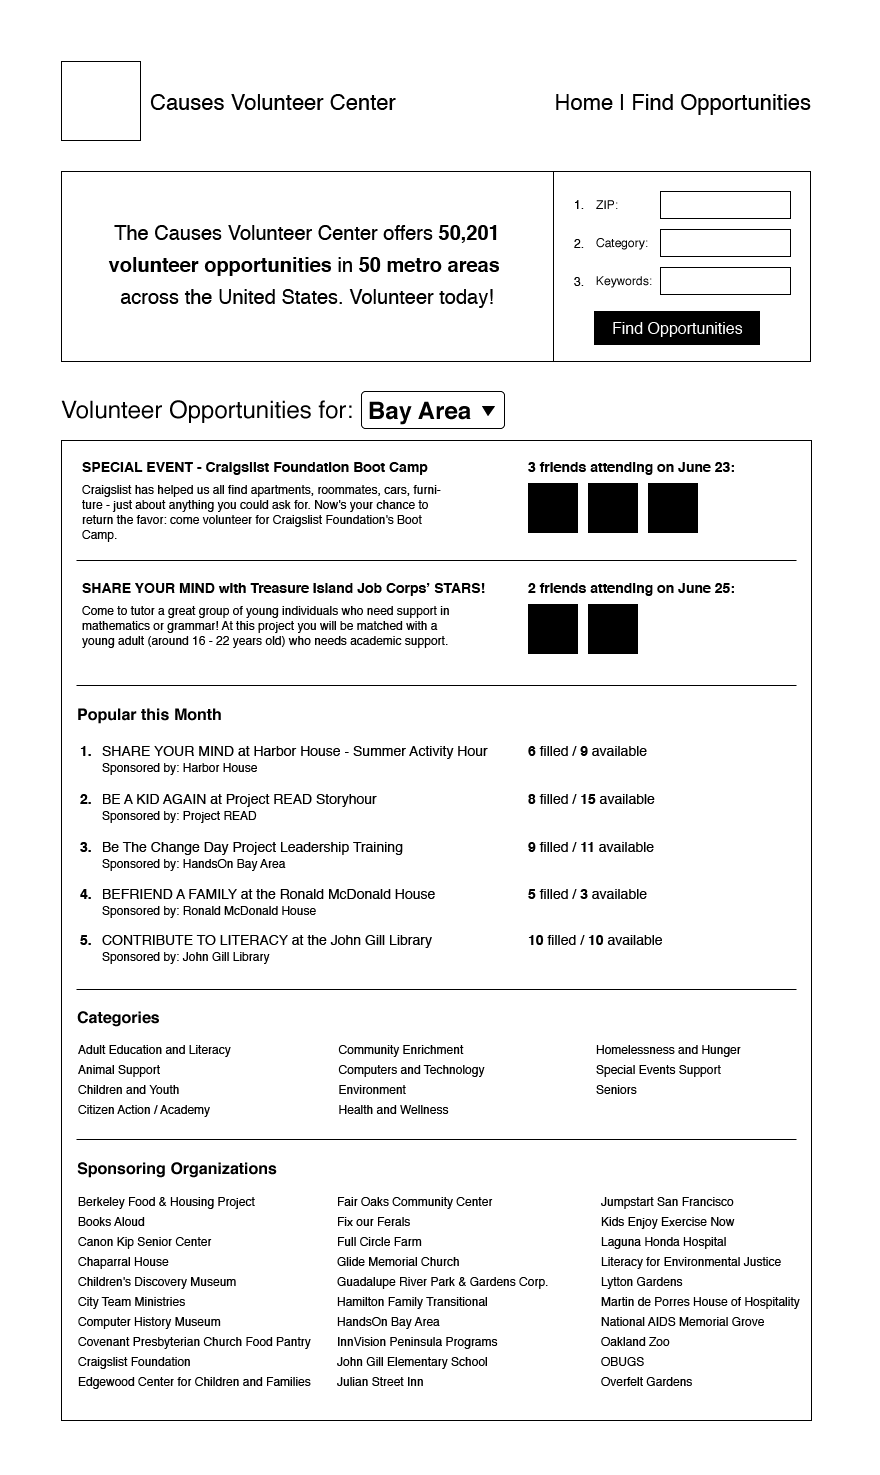 Causes Volunteer Center
Home | Find Opportunities
The Causes Volunteer Center offers 50,201
volunteer opportunities in 50 metro areas
across the United States. Volunteer today!
1. ZIP:
2. Category:
3. Keywords:
Find Opportunities
Volunteer Opportunities for: Bay Area ▼
SPECIAL EVENT - Craigslist Foundation Boot Camp
Craigslist has helped us all find apartments, roommates, cars, furni-
ture - just about anything you could ask for. Now's your chance to
return the favor: come volunteer for Craigslist Foundation's Boot
Camp.
3 friends attending on June 23:
SHARE YOUR MIND with Treasure Island Job Corps' STARS!
Come to tutor a great group of young individuals who need support in
mathematics or grammar! At this project you will be matched with a
young adult (around 16 - 22 years old) who needs academic support.
2 friends attending on June 25:
Popular this Month
1. SHARE YOUR MIND at Harbor House - Summer Activity Hour
Sponsored by: Harbor House
6 filled / 9 available
2. BE A KID AGAIN at Project READ Storyhour
Sponsored by: Project READ
8 filled / 15 available
3. Be The Change Day Project Leadership Training
Sponsored by: HandsOn Bay Area
9 filled / 11 available
4. BEFRIEND A FAMILY at the Ronald McDonald House
Sponsored by: Ronald McDonald House
5 filled / 3 available
5. CONTRIBUTE TO LITERACY at the John Gill Library
Sponsored by: John Gill Library
10 filled / 10 available
Categories
Adult Education and Literacy
Animal Support
Children and Youth
Citizen Action / Academy
Community Enrichment
Computers and Technology
Environment
Health and Wellness
Homelessness and Hunger
Special Events Support
Seniors
Sponsoring Organizations
Berkeley Food & Housing Project
Books Aloud
Canon Kip Senior Center
Chaparral House
Children's Discovery Museum
City Team Ministries
Computer History Museum
Covenant Presbyterian Church Food Pantry
Craigslist Foundation
Edgewood Center for Children and Families
Fair Oaks Community Center
Fix our Ferals
Full Circle Farm
Glide Memorial Church
Guadalupe River Park & Gardens Corp.
Hamilton Family Transitional
HandsOn Bay Area
InnVision Peninsula Programs
John Gill Elementary School
Julian Street Inn
Jumpstart San Francisco
Kids Enjoy Exercise Now
Laguna Honda Hospital
Literacy for Environmental Justice
Lytton Gardens
Martin de Porres House of Hospitality
National AIDS Memorial Grove
Oakland Zoo
OBUGS
Overfelt Gardens